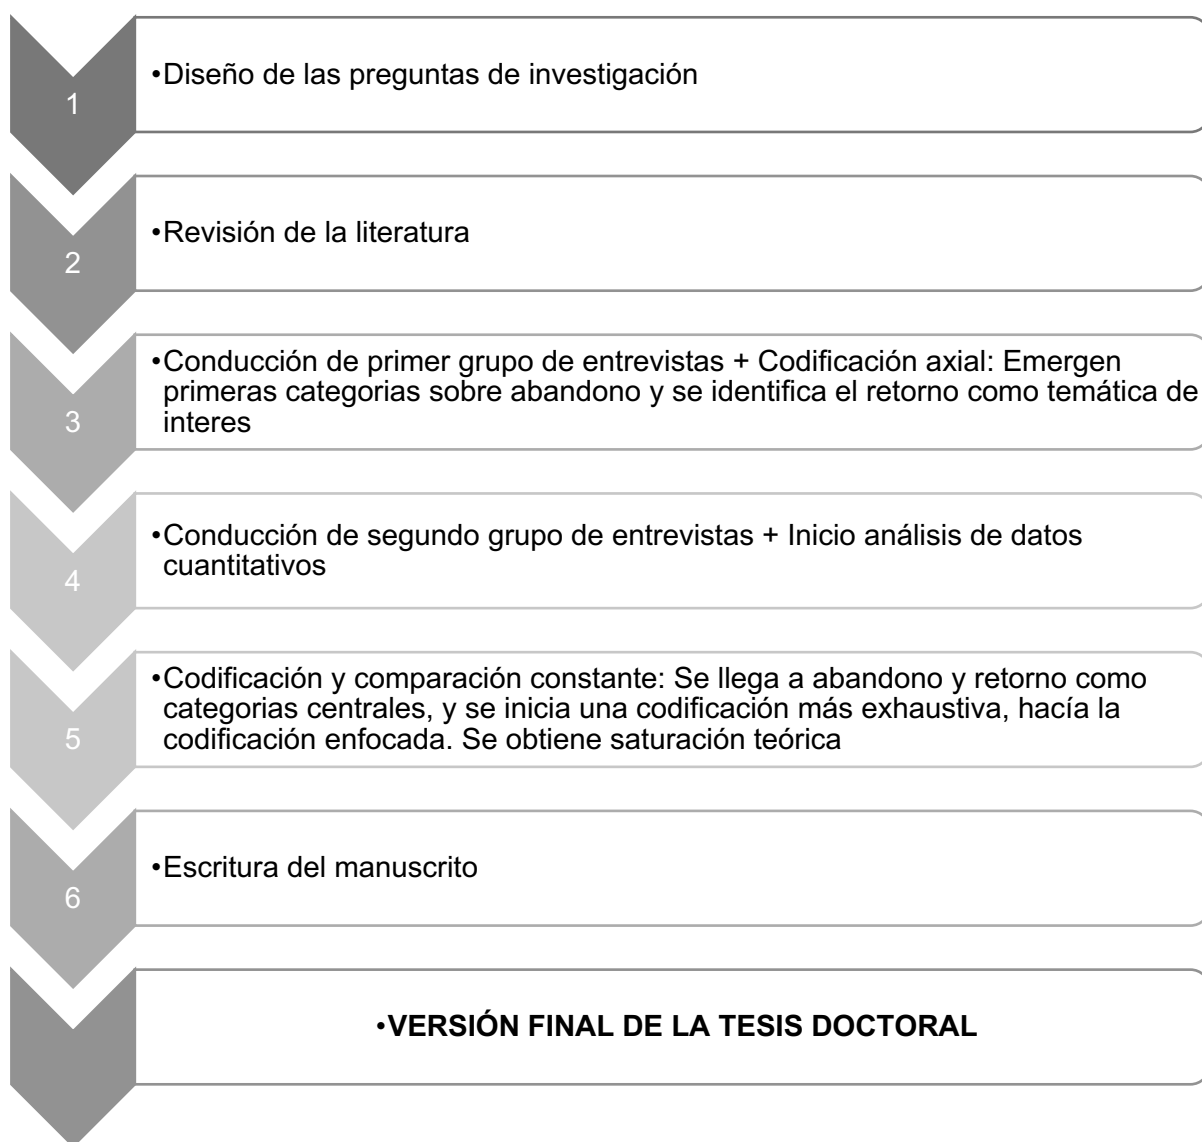 1
•Diseño de las preguntas de investigación
2
•Revisión de la literatura
3
•Conducción de primer grupo de entrevistas + Codificación axial: Emergen
primeras categorias sobre abandono y se identifica el retorno como temática de
interes
4
•Conducción de segundo grupo de entrevistas + Inicio análisis de datos
cuantitativos
5
•Codificación y comparación constante: Se llega a abandono y retorno como
categorias centrales, y se inicia una codificación más exhaustiva, hacía la
codificación enfocada. Se obtiene saturación teórica
6
•Escritura del manuscrito
•VERSIÓN FINAL DE LA TESIS DOCTORAL